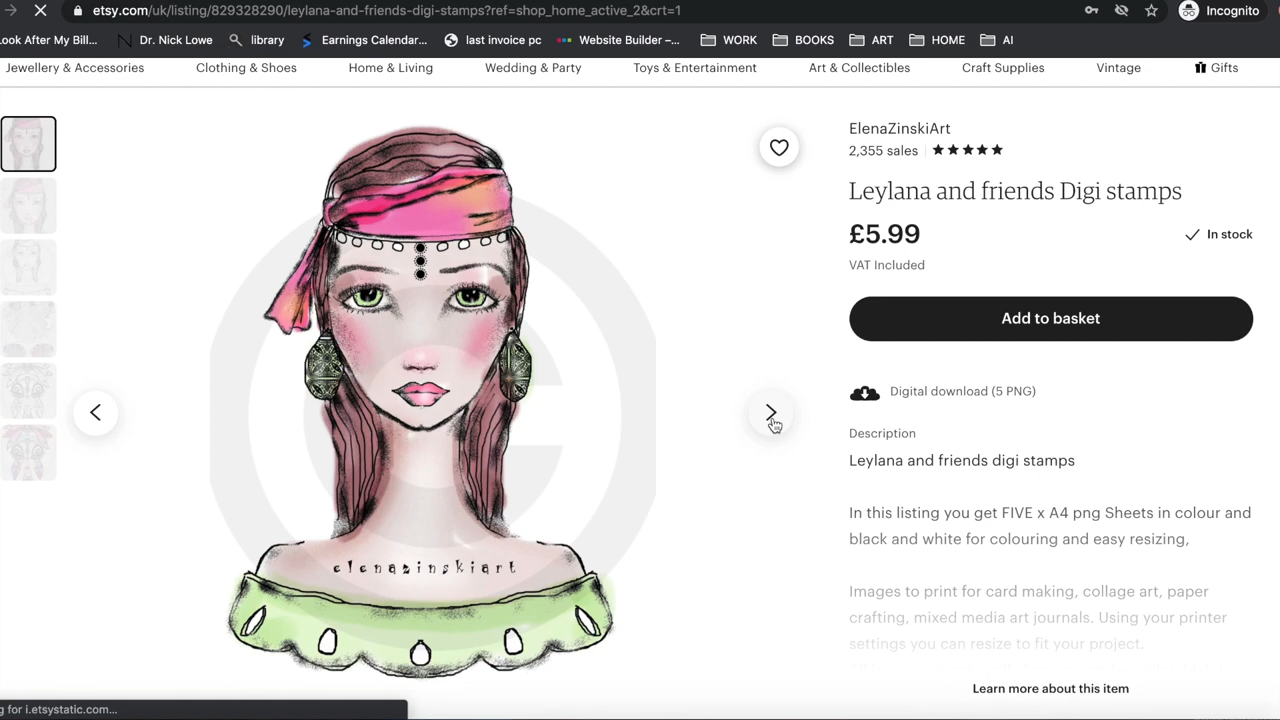 etsy.com/uk/listing/829328290/leylana-and-friends-digi-stamps?ref=shop_home_active_2&crt=1
Incognito
ook After My Bill...
Dr. Nick Lowe
library
Earnings Calendar...
last invoice pc
Website Builder –...
WORK
BOOKS
ART
HOME
AI
Jewellery & Accessories
Clothing & Shoes
Home & Living
Wedding & Party
Toys & Entertainment
Art & Collectibles
Craft Supplies
Vintage
Gifts
ElenaZinskiArt
2,355 sales
Leylana and friends Digi stamps
£5.99
In stock
VAT Included
Add to basket
Digital download (5 PNG)
Description
Leylana and friends digi stamps
In this listing you get FIVE x A4 png Sheets in colour and
black and white for colouring and easy resizing,
Images to print for card making, collage art, paper
crafting, mixed media art journals. Using your printer
settings you can resize to fit your project.
Learn more about this item
elenazinskiart
g for i.etsystatic.com...